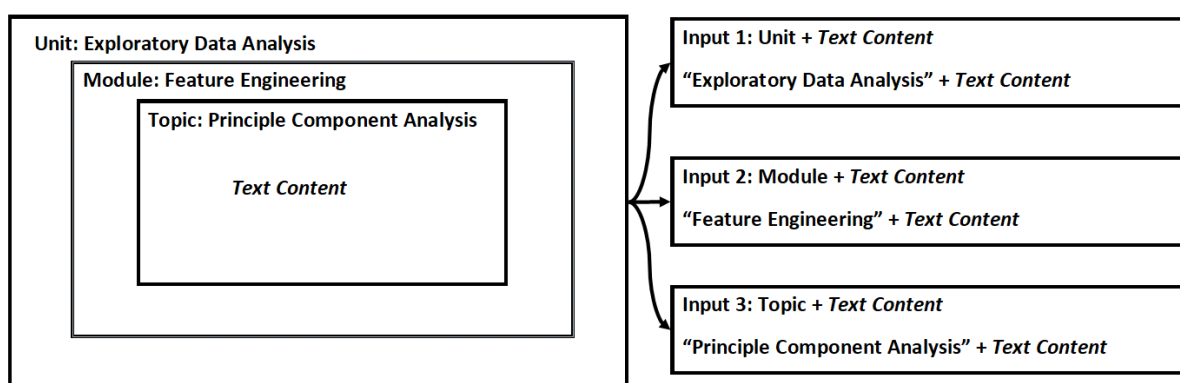 Unit: Exploratory Data Analysis
Module: Feature Engineering
Topic: Principle Component Analysis
Text Content
Input 1: Unit + Text Content
“Exploratory Data Analysis” + Text Content
Input 2: Module + Text Content
“Feature Engineering” + Text Content
Input 3: Topic + Text Content
“Principle Component Analysis” + Text Content